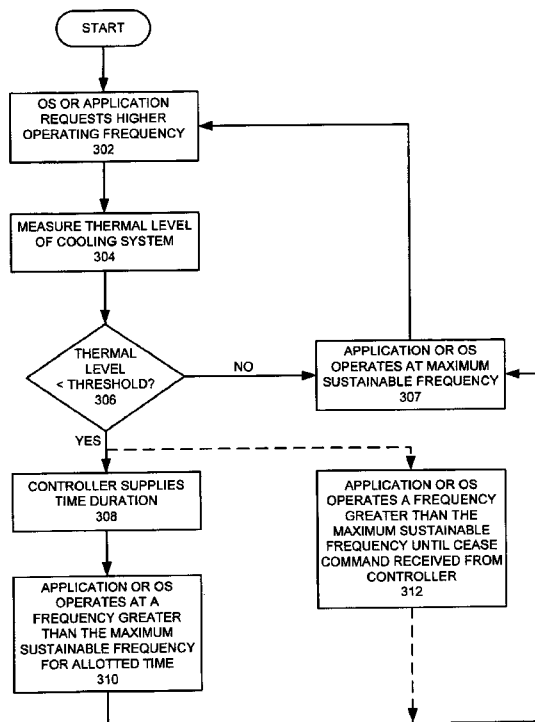 START
OS OR APPLICATION
REQUESTS HIGHER
OPERATING FREQUENCY
302
MEASURE THERMAL LEVEL
OF COOLING SYSTEM
304
THERMAL
LEVEL
< THRESHOLD?
306
NO
APPLICATION OR OS
OPERATES AT MAXIMUM
SUSTAINABLE FREQUENCY
307
YES
CONTROLLER SUPPLIES
TIME DURATION
308
APPLICATION OR OS
OPERATES A FREQUENCY
GREATER THAN THE
MAXIMUM SUSTAINABLE
FREQUENCY UNTIL CEASE
COMMAND RECEIVED FROM
CONTROLLER
312
APPLICATION OR OS
OPERATES AT A
FREQUENCY GREATER
THAN THE MAXIMUM
SUSTAINABLE FREQUENCY
FOR ALLOTTED TIME
310